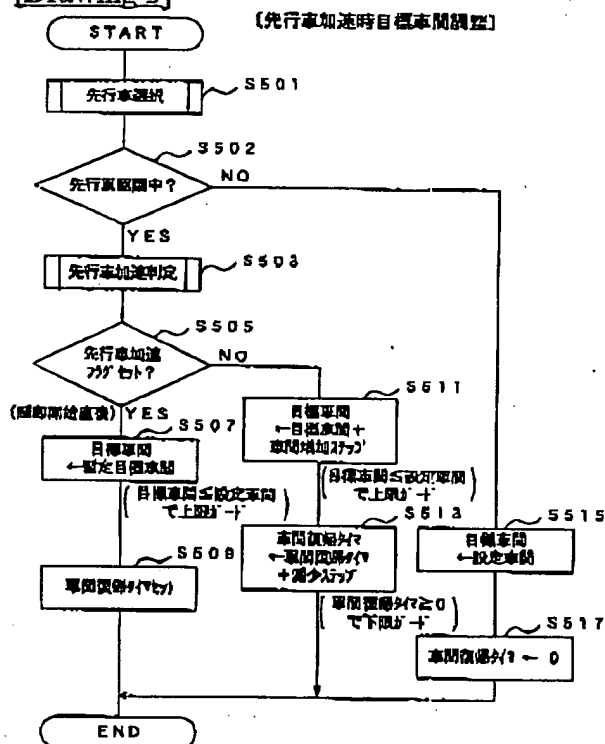 [Drawing 5]
〔先行車加速時目標車間調整〕
START
先行車選択
S501
S502
先行車認識中?
NO
YES
先行車加速判定
S503
S505
先行車加速
フラグセット?
NO
(制御開始直後) YES
S507
目標車間
←暫定目標車間
(目標車間≦設定車間
で上限ガード)
S509
車間復帰タイマセット
S511
目標車間
←目標車間+
車間増加ステップ
(目標車間≦設定車間
で上限ガード)
S513
車間復帰タイマ
←車間復帰タイマ
+減少ステップ
(車間復帰タイマ≧0
で下限ガード)
S515
目標車間
←設定車間
S517
車間復帰タイマ ← 0
END